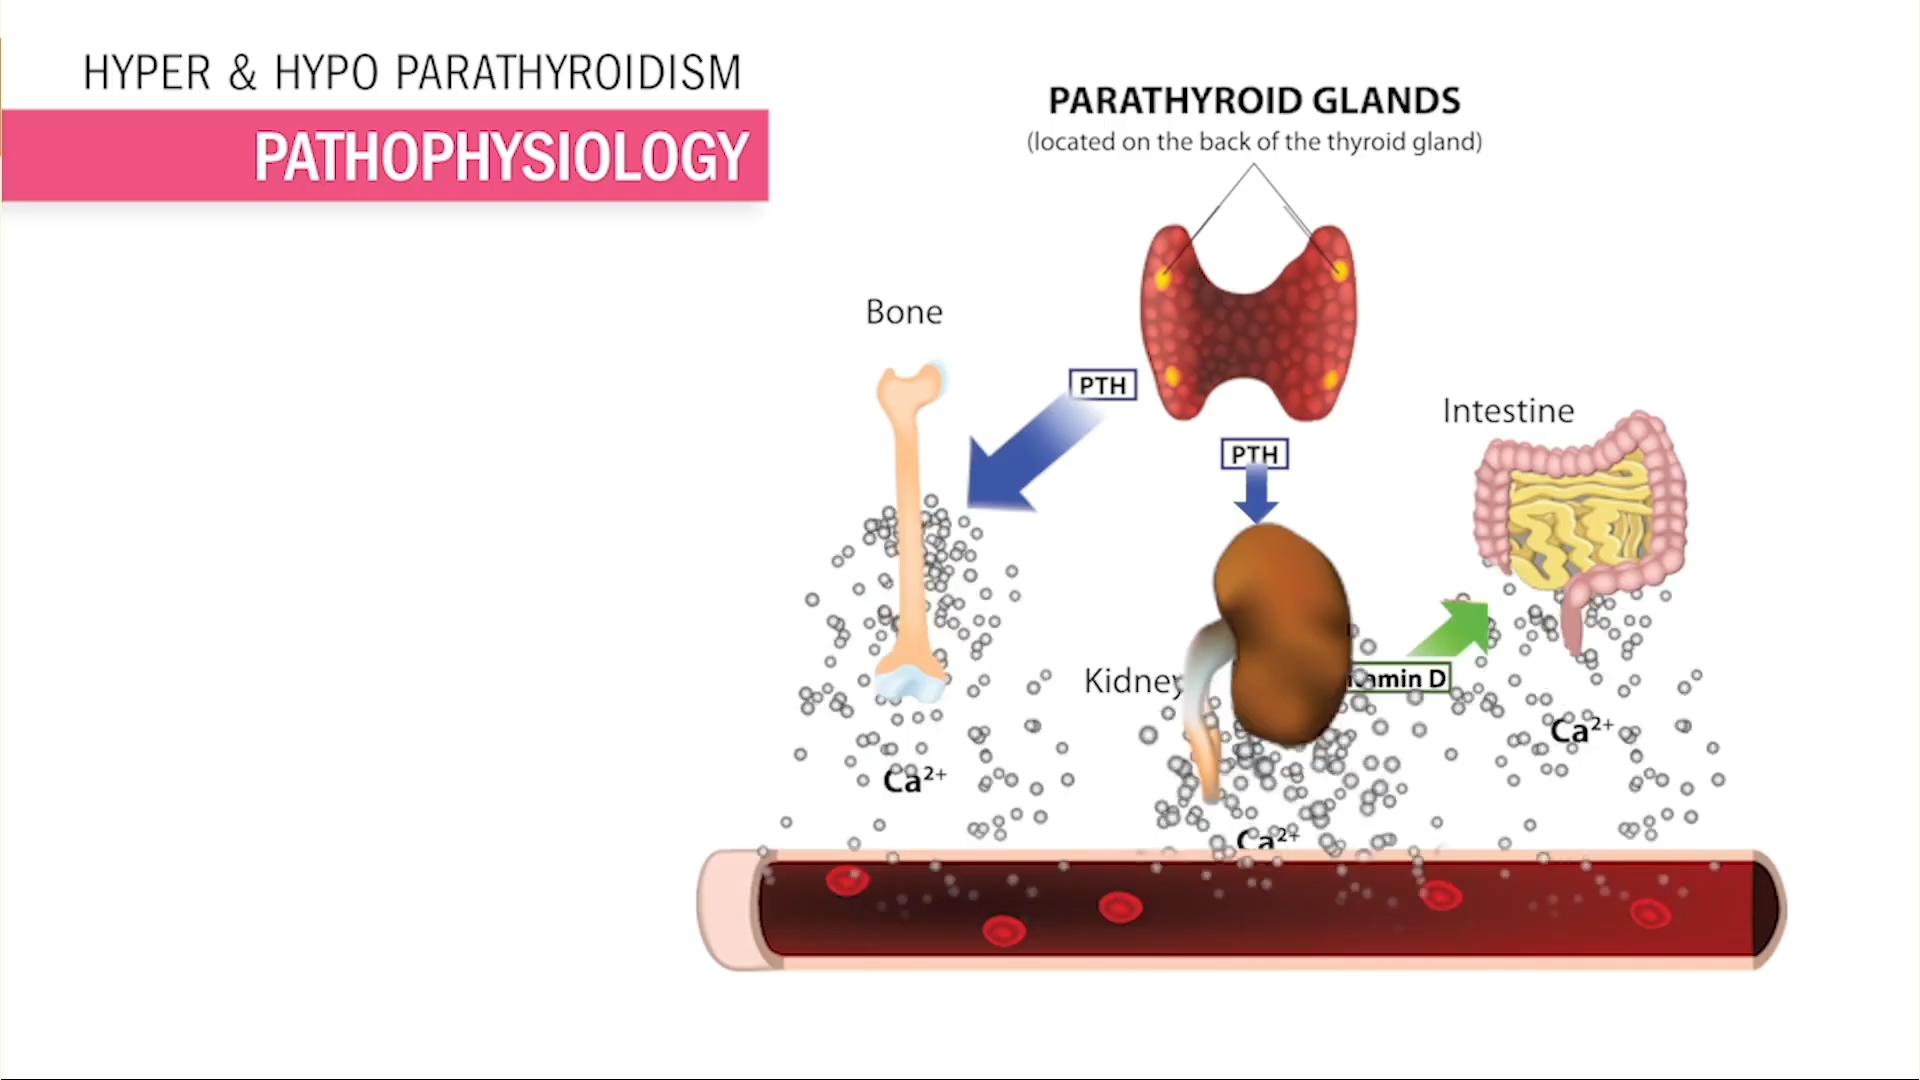 HYPER & HYPO PARATHYROIDISM
PATHOPHYSIOLOGY
PARATHYROID GLANDS
(located on the back of the thyroid gland)
Bone
PTH
Intestine
PTH
Kidney
amin D
Ca²⁺
Ca²⁺
Ca²⁺